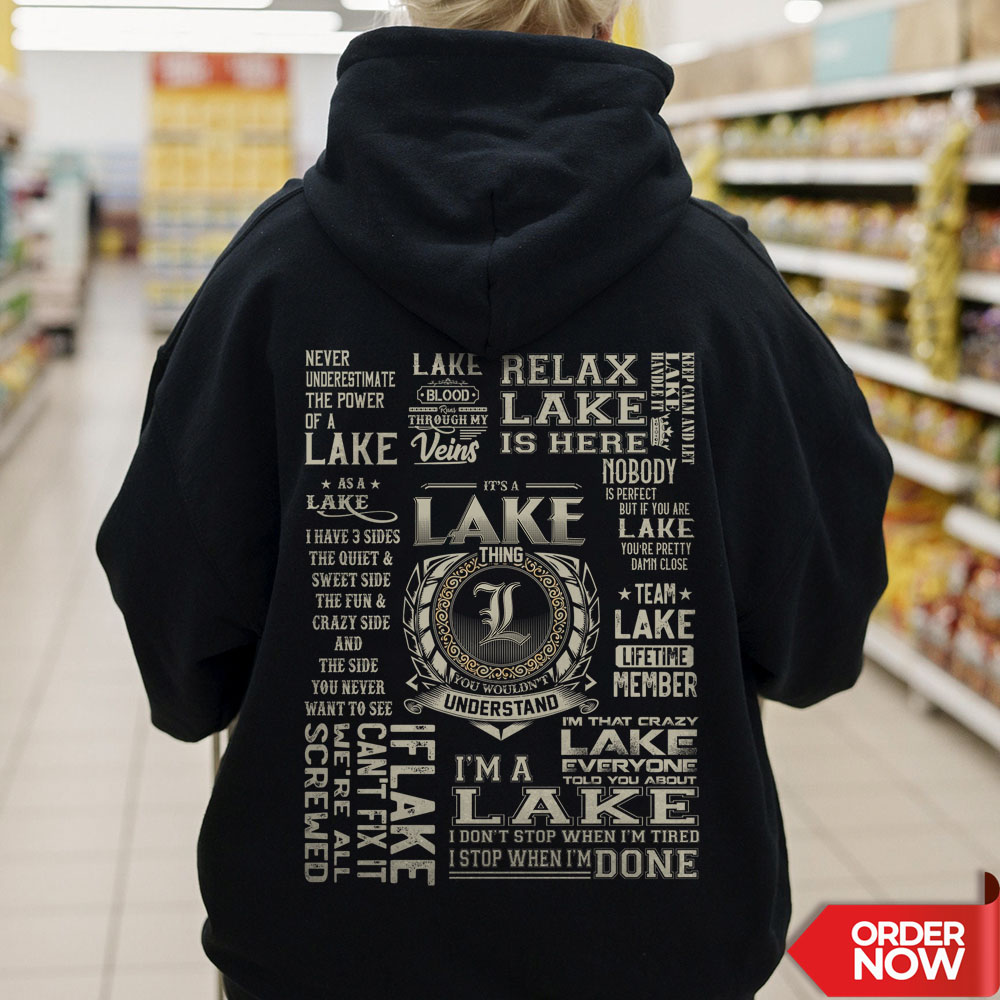 NEVER
UNDERESTIMATE
THE POWER
OF A
LAKE
LAKE
BLOOD
Runs
THROUGH MY
Veins
RELAX
LAKE
IS HERE
KEEP CALM AND LET
LAKE
HANDLE IT
AS A
LAKE
I HAVE 3 SIDES
THE QUIET &
SWEET SIDE
THE FUN &
CRAZY SIDE
AND
THE SIDE
YOU NEVER
WANT TO SEE
IT'S A
LAKE
THING
L
YOU WOULDN'T
UNDERSTAND
NOBODY
IS PERFECT
BUT IF YOU ARE
LAKE
YOU'RE PRETTY
DAMN CLOSE
TEAM
LAKE
LIFETIME
MEMBER
IF LAKE
CAN'T FIX IT
WE'RE ALL
SCREWED
I'M THAT CRAZY
LAKE
EVERYONE
TOLD YOU ABOUT
I'M A
LAKE
I DON'T STOP WHEN I'M TIRED
I STOP WHEN I'M DONE
ORDER
NOW